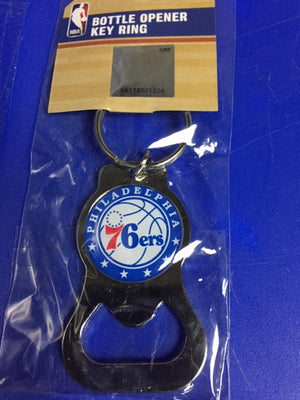 NBA
BOTTLE OPENER
KEY RING
PHILADELPHIA
76ers